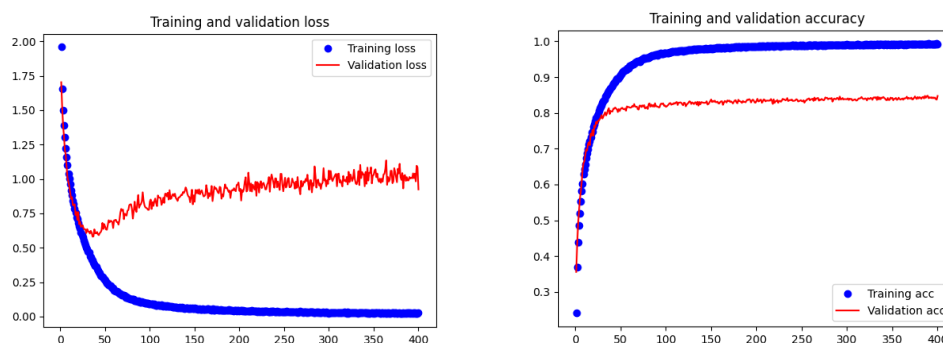 Training and validation loss
2.00
1.75
1.50
1.25
1.00
0.75
0.50
0.25
0.00
0 50 100 150 200 250 300 350 400
Training loss
Validation loss
Training and validation accuracy
1.0
0.9
0.8
0.7
0.6
0.5
0.4
0.3
0 50 100 150 200 250 300 350 400
Training acc
Validation acc